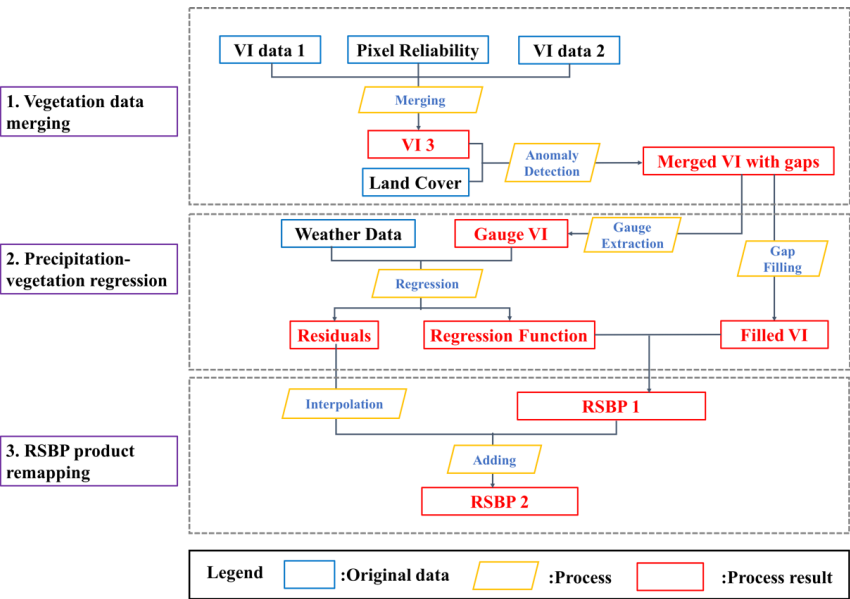 VI data 1
Pixel Reliability
VI data 2
1. Vegetation data
merging
Merging
VI 3
Anomaly
Detection
Merged VI with gaps
Land Cover
2. Precipitation-
vegetation regression
Weather Data
Gauge VI
Gauge
Extraction
Gap
Filling
Regression
Residuals
Regression Function
Filled VI
3. RSBP product
remapping
Interpolation
RSBP 1
Adding
RSBP 2
Legend
:Original data
:Process
:Process result